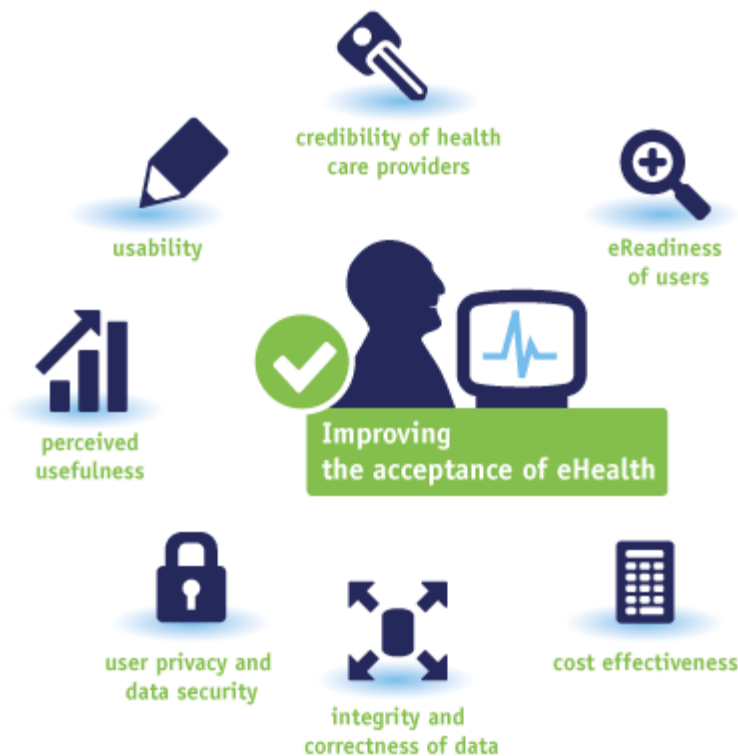 credibility of health
care providers
usability
eReadiness
of users
perceived
usefulness
Improving
the acceptance of eHealth
user privacy and
data security
cost effectiveness
integrity and
correctness of data